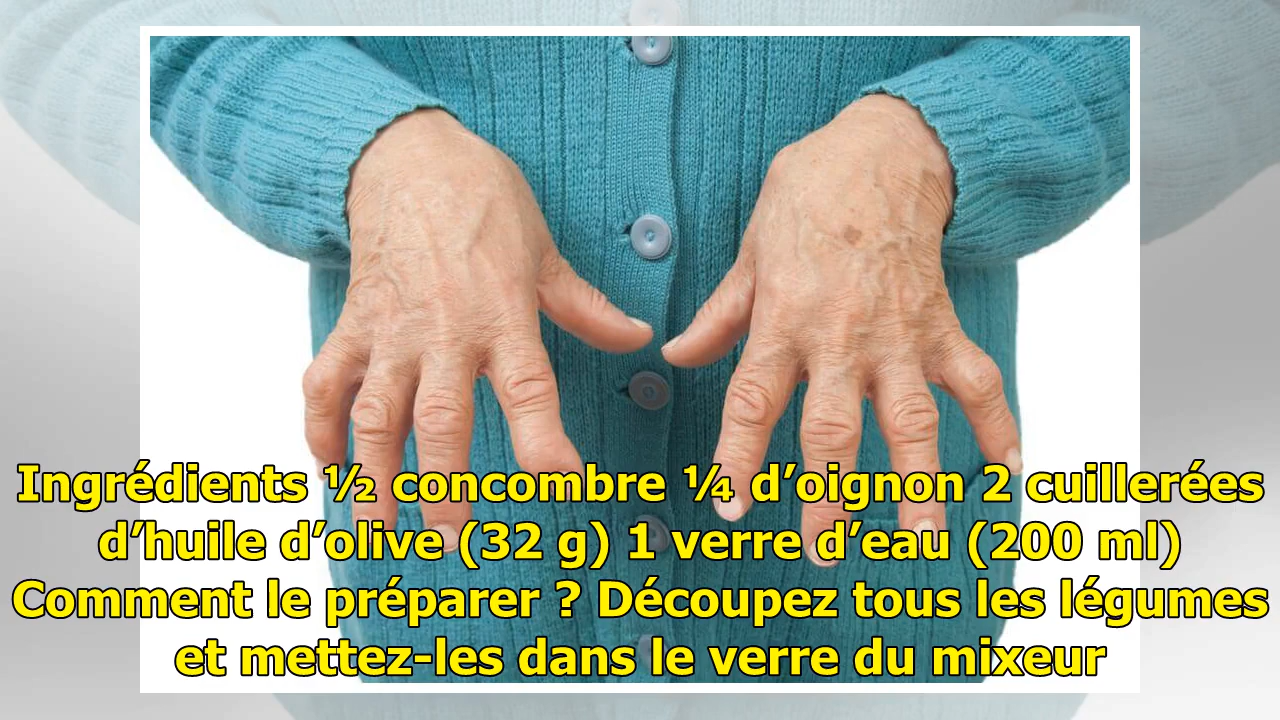 Ingrédients ½ concombre ¼ d’oignon 2 cuillerées
d’huile d’olive (32 g) 1 verre d’eau (200 ml)
Comment le préparer ? Découpez tous les légumes
et mettez-les dans le verre du mixeur